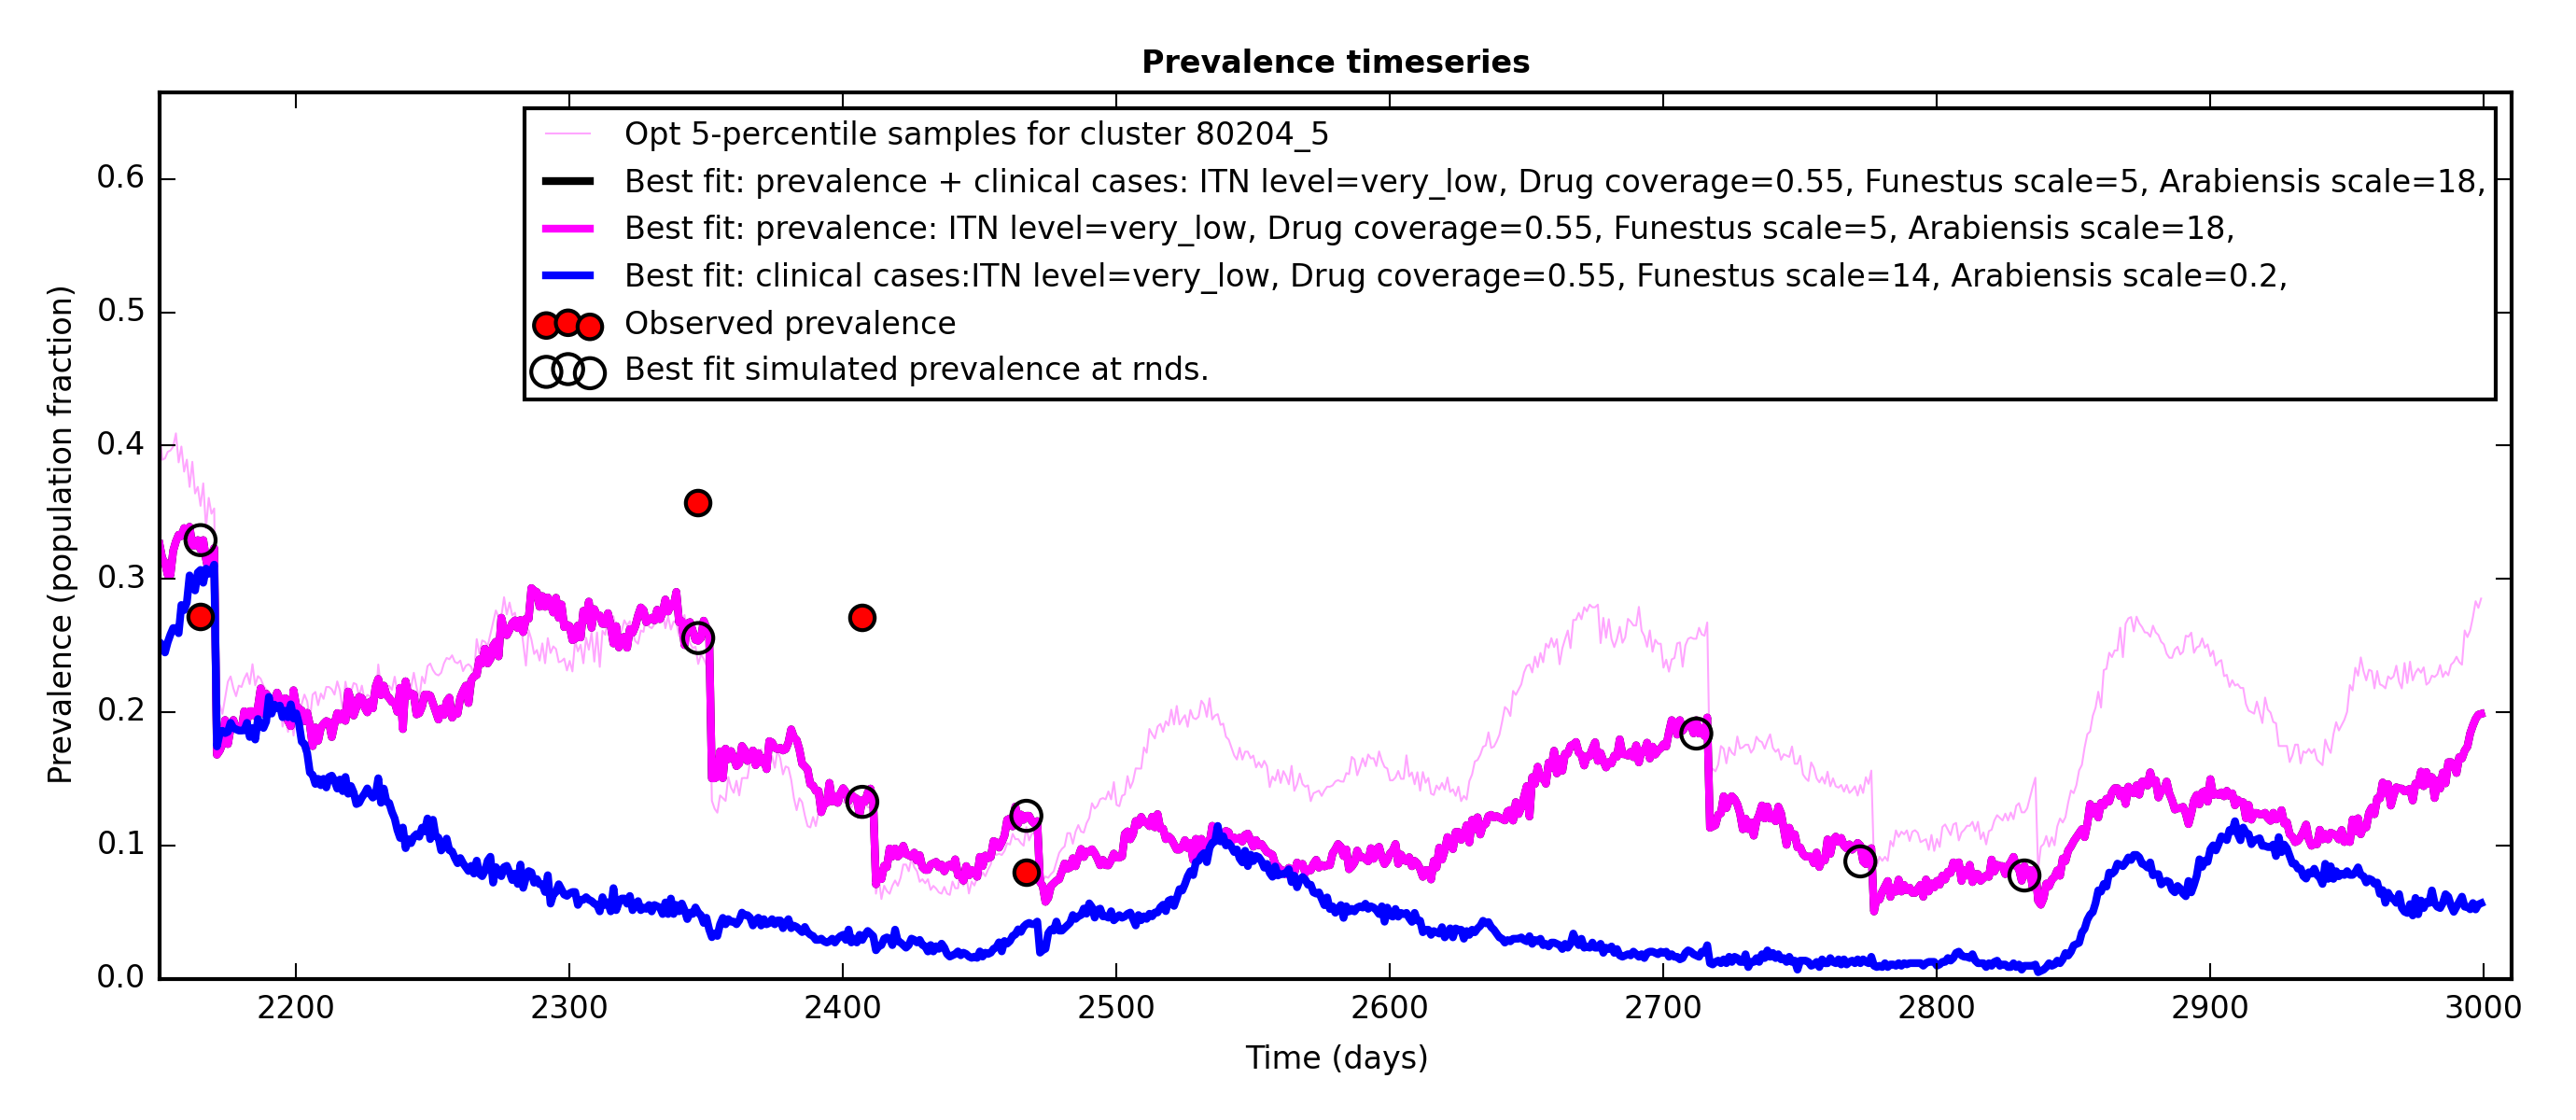 Prevalence timeseries
Opt 5-percentile samples for cluster 80204_5
Best fit: prevalence + clinical cases: ITN level=very_low, Drug coverage=0.55, Funestus scale=5, Arabiensis scale=18,
Best fit: prevalence: ITN level=very_low, Drug coverage=0.55, Funestus scale=5, Arabiensis scale=18,
Best fit: clinical cases:ITN level=very_low, Drug coverage=0.55, Funestus scale=14, Arabiensis scale=0.2,
Observed prevalence
Best fit simulated prevalence at rnds.
Prevalence (population fraction)
0.6
0.5
0.4
0.3
0.2
0.1
0.0
2200 2300 2400 2500 2600 2700 2800 2900 3000
Time (days)